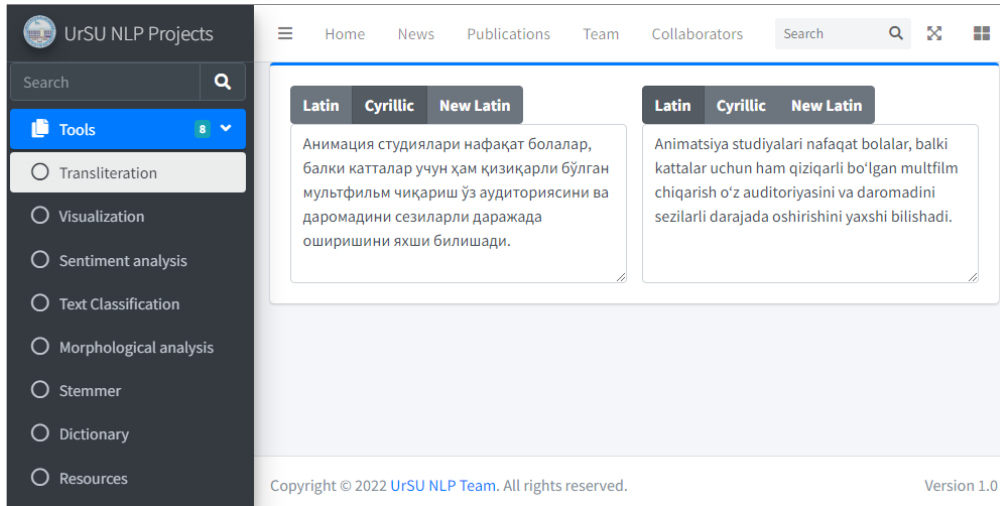 UrSU NLP Projects
Home News Publications Team Collaborators Search
Search
Tools 8
Transliteration
Visualization
Sentiment analysis
Text Classification
Morphological analysis
Stemmer
Dictionary
Resources
Latin Cyrillic New Latin
Анимация студиялари нафақат болалар,
балки катталар учун ҳам қизиқарли бўлган
мультфильм чиқариш ўз аудиториясини ва
даромадини сезиларли даражада
оширишини яхши билишади.
Latin Cyrillic New Latin
Animatsiya studiyalari nafaqat bolalar, balki
kattalar uchun ham qiziqarli boʻlgan multfilm
chiqarish oʻz auditoriyasini va daromadini
sezilarli darajada oshirishini yaxshi bilishadi.
Copyright © 2022 UrSU NLP Team. All rights reserved.
Version 1.0